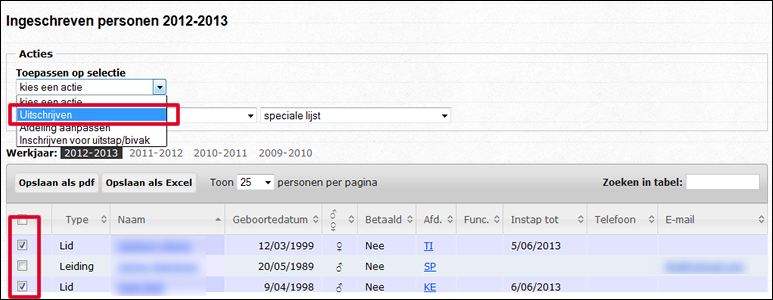 Ingeschreven personen 2012-2013
Acties
Toepassen op selectie
kies een actie
kies een actie
Uitschrijven
speciale lijst
Afdeling aanpassen
Inschrijven voor uitstap/bivak
Werkjaar: 2012-2013 2011-2012 2010-2011 2009-2010
Opslaan als pdf Opslaan als Excel Toon 25 personen per pagina Zoeken in tabel:
Type Naam Geboortedatum ♂ ♀ Betaald Afd. Func. Instap tot Telefoon E-mail
Lid 12/03/1999 ♀ Nee TI 5/06/2013
Leiding 20/05/1989 ♂ Nee SP
Lid 9/04/1998 ♂ Nee KE 6/06/2013